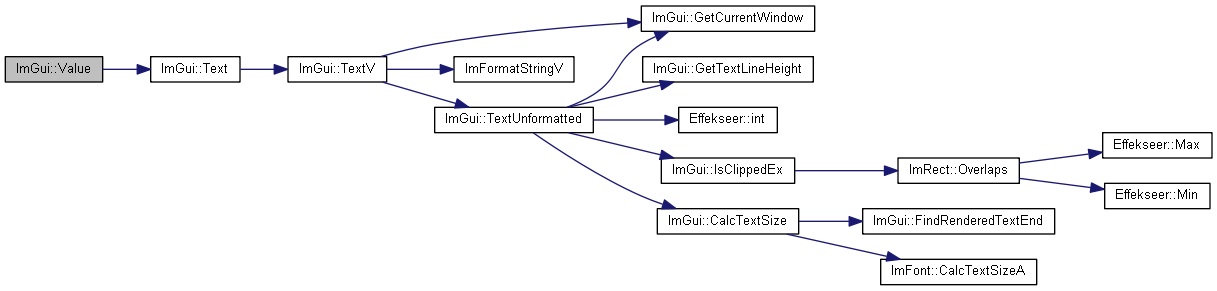 ImGui::Value
ImGui::Text
ImGui::TextV
ImGui::GetCurrentWindow
ImFormatStringV
ImGui::TextUnformatted
ImGui::GetTextLineHeight
Effekseer::int
ImGui::IsClippedEx
ImGui::CalcTextSize
ImRect::Overlaps
Effekseer::Max
Effekseer::Min
ImGui::FindRenderedTextEnd
ImFont::CalcTextSizeA